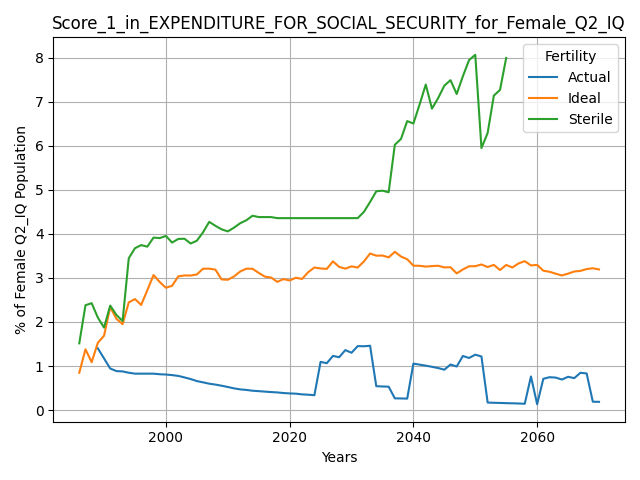 Score_1_in_EXPENDITURE_FOR_SOCIAL_SECURITY_for_Female_Q2_IQ
Fertility
Actual
Ideal
Sterile
% of Female Q2_IQ Population
8
7
6
5
4
3
2
1
0
2000
2020
2040
2060
Years